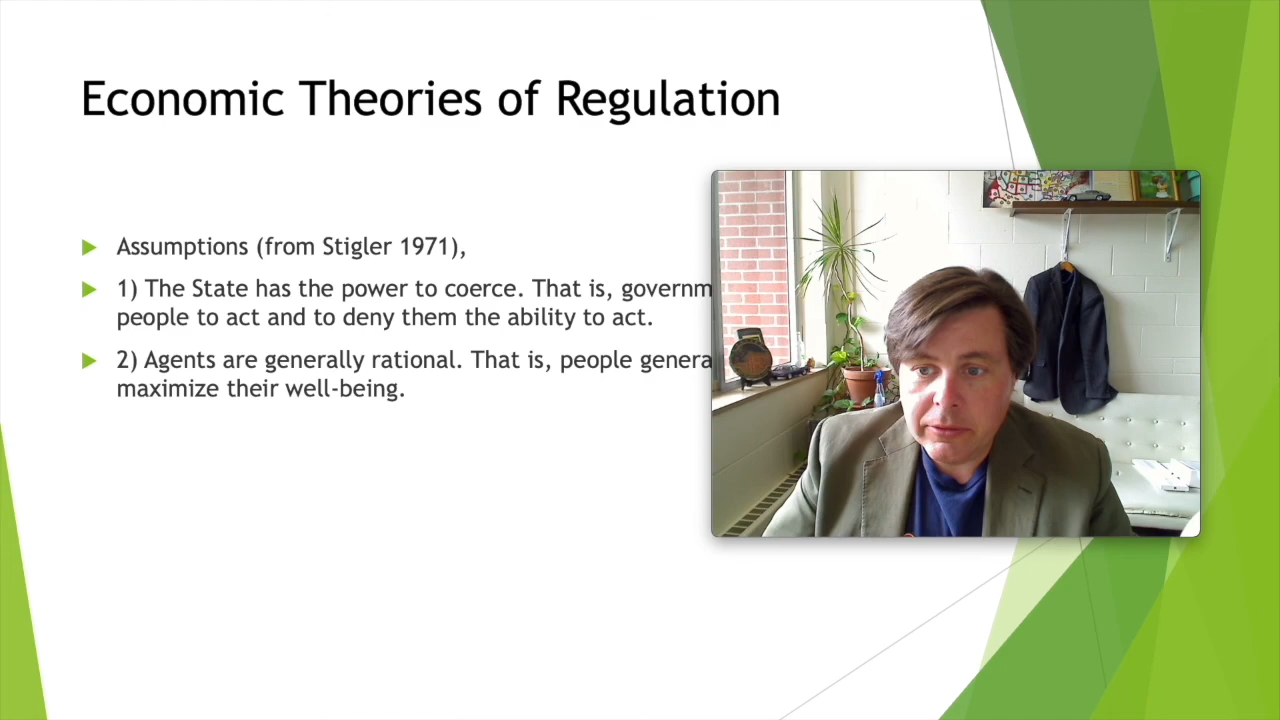 Economic Theories of Regulation
Assumptions (from Stigler 1971),
1) The State has the power to coerce. That is,
people to act and to deny them the ability to act.
2) Agents are generally rational. That is, people
maximize their well-being.